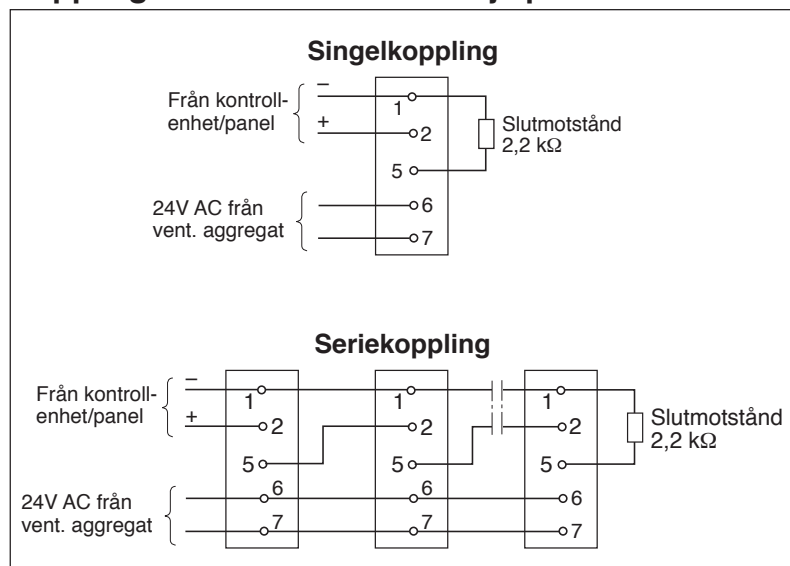 Singelkoppling
Från kontroll-
enhet/panel
–
+
1
2
5
6
7
Slutmotstånd
2,2 kΩ
24V AC från
vent. aggregat
Seriekoppling
Från kontroll-
enhet/panel
–
+
1
2
5
6
7
1
2
5
6
7
1
2
5
6
7
Slutmotstånd
2,2 kΩ
24V AC från
vent. aggregat